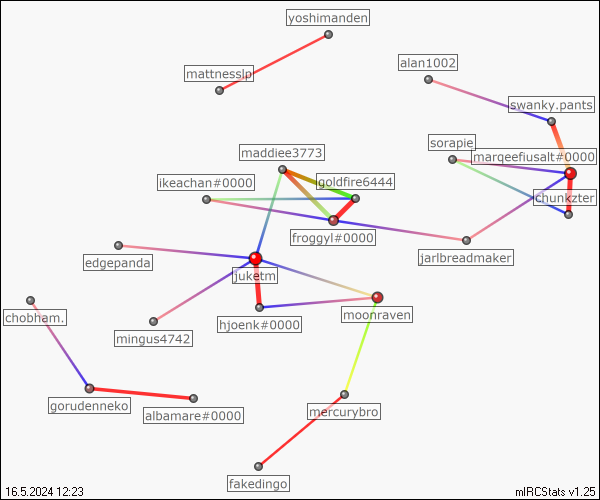 yoshimanden
alan1002
mattnesslp
swanky.pants
sorapie
maddiee3773
marqeefiusalt#0000
goldfire6444
ikeachan#0000
chunkzter
froggyl#0000
jarlbreadmaker
edgepanda
juketm
chobham.
moonraven
hjoenk#0000
mingus4742
gorudenneko
mercurybro
albamare#0000
fakedingo
16.5.2024 12:23
mIRCStats v1.25